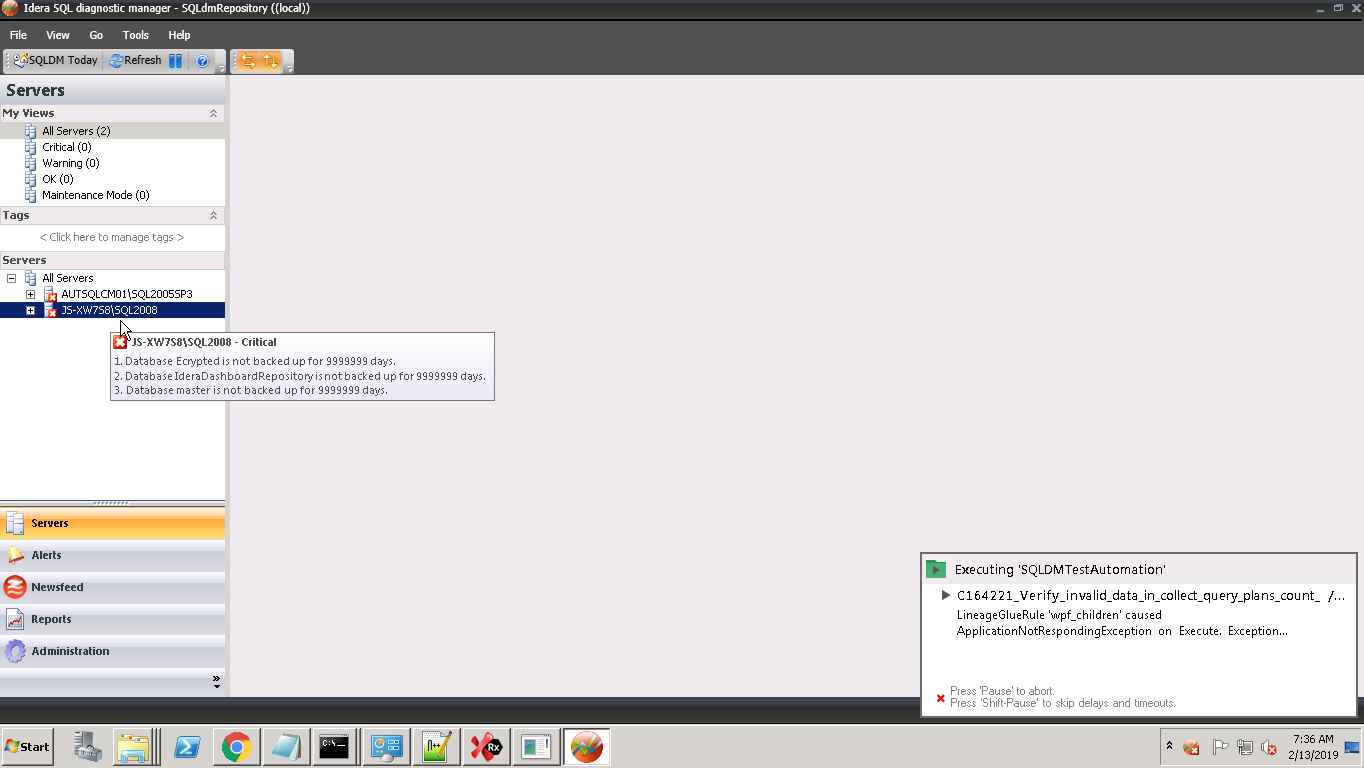 Idera SQL diagnostic manager - SQLdmRepository ((local))
File View Go Tools Help
SQLDM Today Refresh
Servers
My Views
All Servers (2)
Critical (0)
Warning (0)
OK (0)
Maintenance Mode (0)
Tags
< Click here to manage tags >
Servers
All Servers
AUTSQLCM01\SQL2005SP3
JS-XW7S8\SQL2008
JS-XW7S8\SQL2008 - Critical
1. Database Ecrypted is not backed up for 9999999 days.
2. Database IderaDashboardRepository is not backed up for 9999999 days.
3. Database master is not backed up for 9999999 days.
Servers
Alerts
Newsfeed
Reports
Administration
Executing 'SQLDMTestAutomation'
C164221_Verify_invalid_data_in_collect_query_plans_count_ /...
LineageGlueRule 'wpf_children' caused
ApplicationNotRespondingException on Execute. Exception...
Press 'Pause' to abort.
Press 'Shift-Pause' to skip delays and timeouts.
Start
C:\_
Rx
7:36 AM
2/13/2019